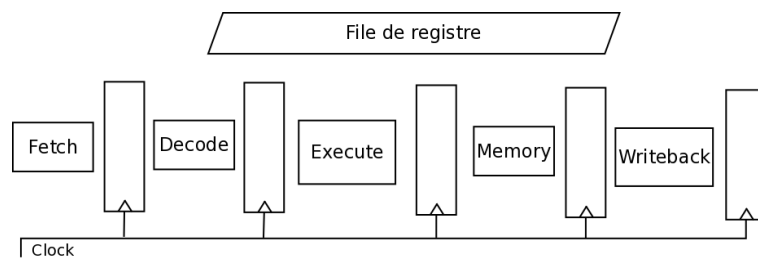 File de registre
Fetch
Decode
Execute
Memory
Writeback
Clock